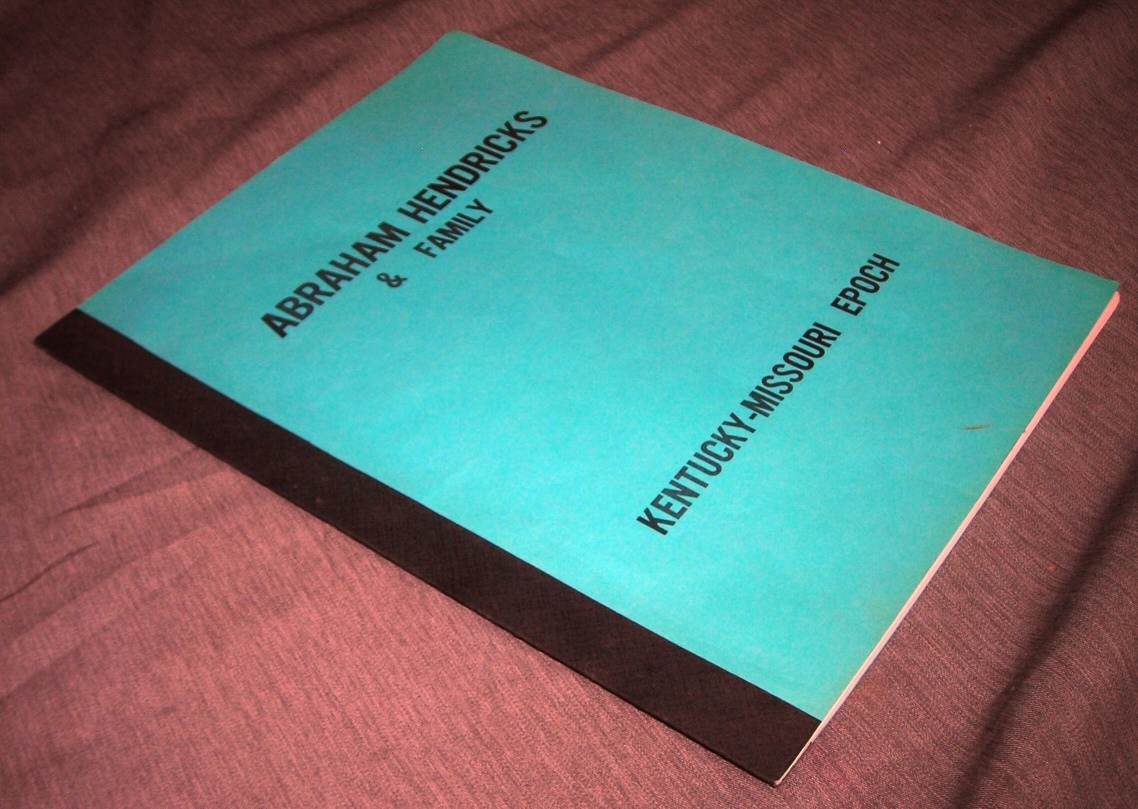 ABRAHAM HENDRICKS
& FAMILY
KENTUCKY-MISSOURI EPOCH